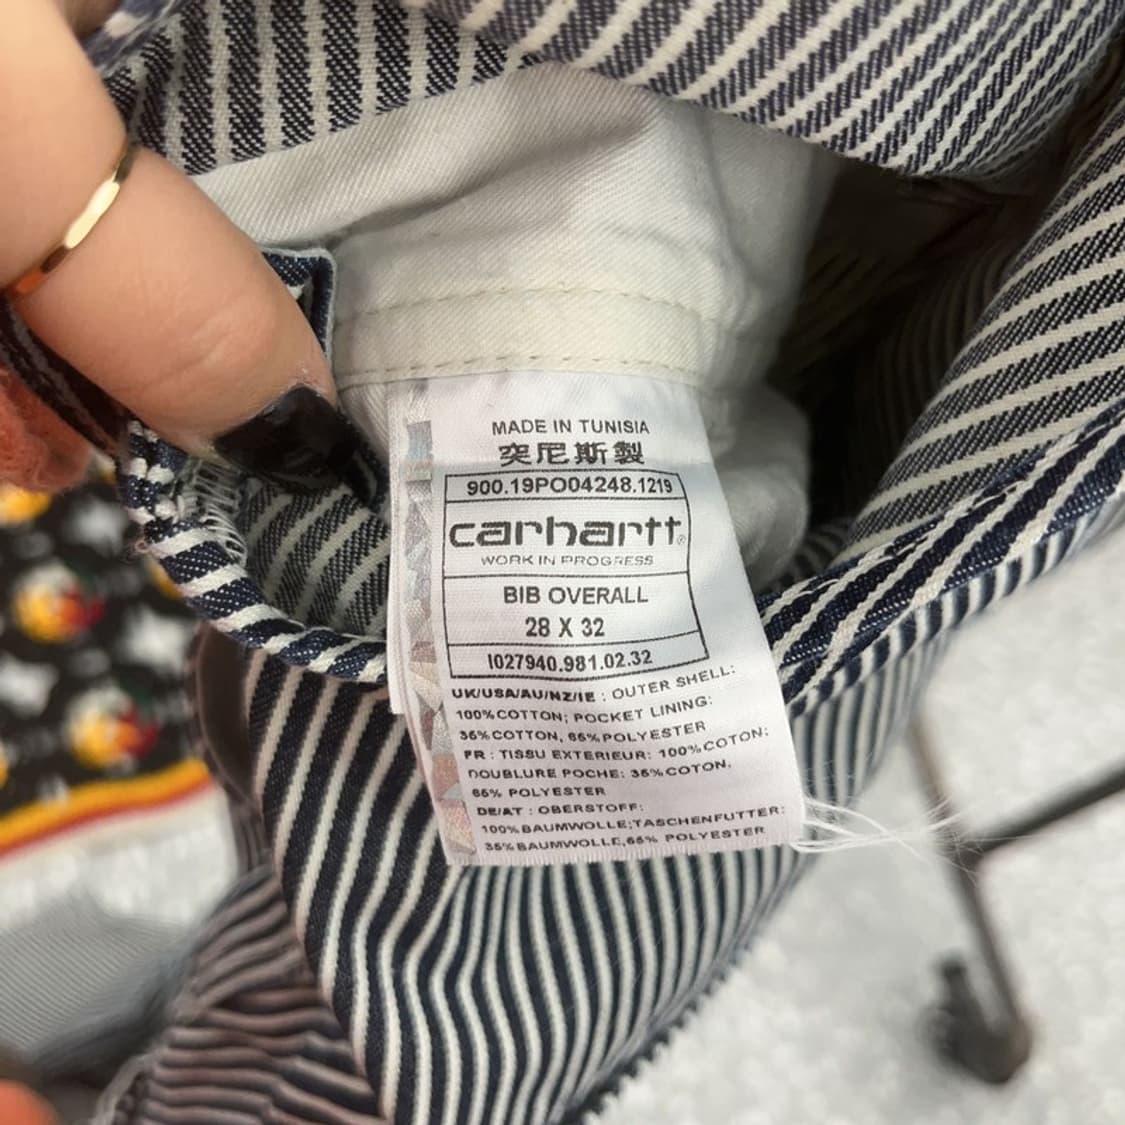 MADE IN TUNISIA
突尼斯製
900.19PO04248.1219
carhartt®
WORK IN PROGRESS
BIB OVERALL
28 X 32
I027940.981.02.32
UK/USA/AU/NZ/IE : OUTER SHELL:
100%COTTON; POCKET LINING:
35%COTTON, 65%POLYESTER
FR : TISSU EXTERIEUR: 100%COTON;
DOUBLURE POCHE: 35%COTON,
65% POLYESTER
DE/AT : OBERSTOFF:
100%BAUMWOLLE;TASCHENFUTTER:
35%BAUMWOLLE,65% POLYESTER